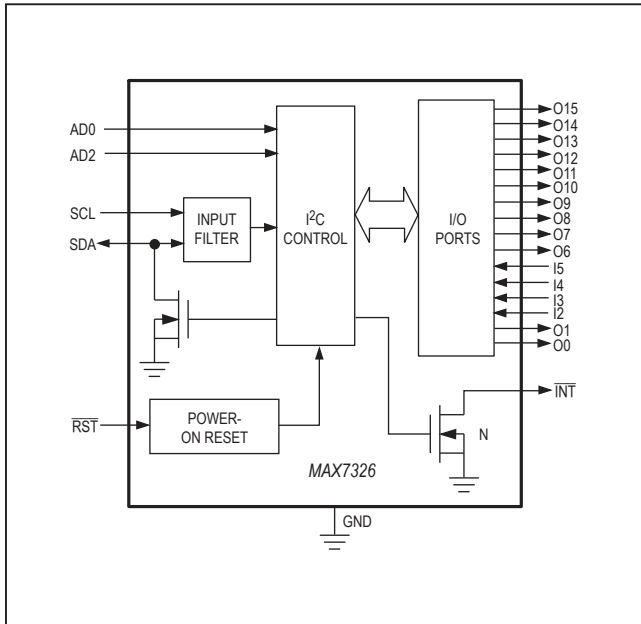 AD0
AD2
SCL
SDA
INPUT
FILTER
I²C
CONTROL
I/O
PORTS
O15
O14
O13
O12
O11
O10
O9
O8
O7
O6
I5
I4
I3
I2
O1
O0
RST
POWER-
ON RESET
INT
N
MAX7326
GND